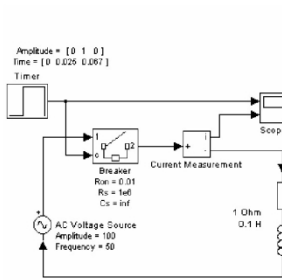 Amplitude = [0 1 0]
Time = [0 0.025 0.067]
Timer
Scop
1
c
2
+
-
Breaker
Ron = 0.01
Rs = 1e6
Cs = inf
Current Measurement
+
AC Voltage Source
Amplitude = 100
Frequency = 50
1 Ohm
0.1 H